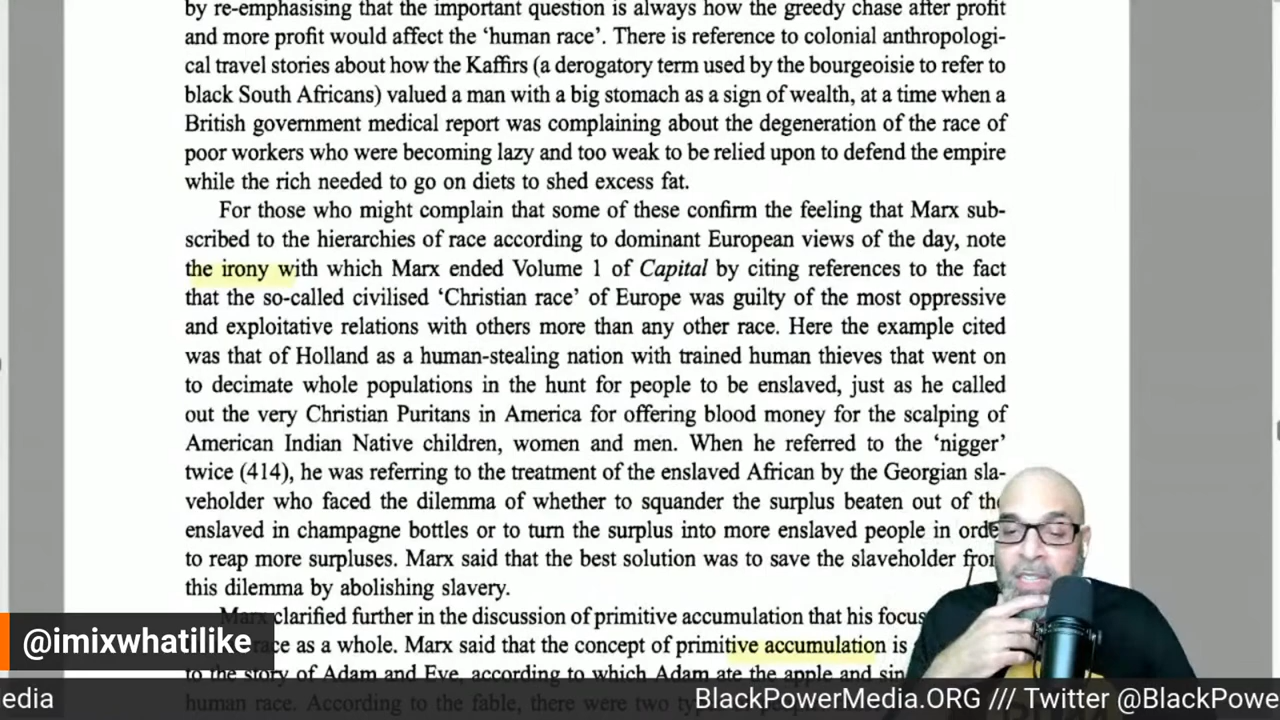 by re-emphasising that the important question is always how the greedy chase after profit
and more profit would affect the ‘human race’. There is reference to colonial anthropologi-
cal travel stories about how the Kaffirs (a derogatory term used by the bourgeoisie to refer to
black South Africans) valued a man with a big stomach as a sign of wealth, at a time when a
British government medical report was complaining about the degeneration of the race of
poor workers who were becoming lazy and too weak to be relied upon to defend the empire
while the rich needed to go on diets to shed excess fat.
For those who might complain that some of these confirm the feeling that Marx sub-
scribed to the hierarchies of race according to dominant European views of the day, note
the irony with which Marx ended Volume 1 of Capital by citing references to the fact
that the so-called civilised ‘Christian race’ of Europe was guilty of the most oppressive
and exploitative relations with others more than any other race. Here the example cited
was that of Holland as a human-stealing nation with trained human thieves that went on
to decimate whole populations in the hunt for people to be enslaved, just as he called
out the very Christian Puritans in America for offering blood money for the scalping of
American Indian Native children, women and men. When he referred to the ‘nigger’
twice (414), he was referring to the treatment of the enslaved African by the Georgian sla-
veholder who faced the dilemma of whether to squander the surplus beaten out of the
enslaved in champagne bottles or to turn the surplus into more enslaved people in order
to reap more surpluses. Marx said that the best solution was to save the slaveholder from
this dilemma by abolishing slavery.
Marx clarified further in the discussion of primitive accumulation that his focus
as a whole. Marx said that the concept of primitive accumulation is
to the story of Adam and Eve, according to which Adam ate the apple and sin
human race. According to the fable, there were two
@imixwhatilike
edia BlackPowerMedia.ORG /// Twitter @BlackPowe